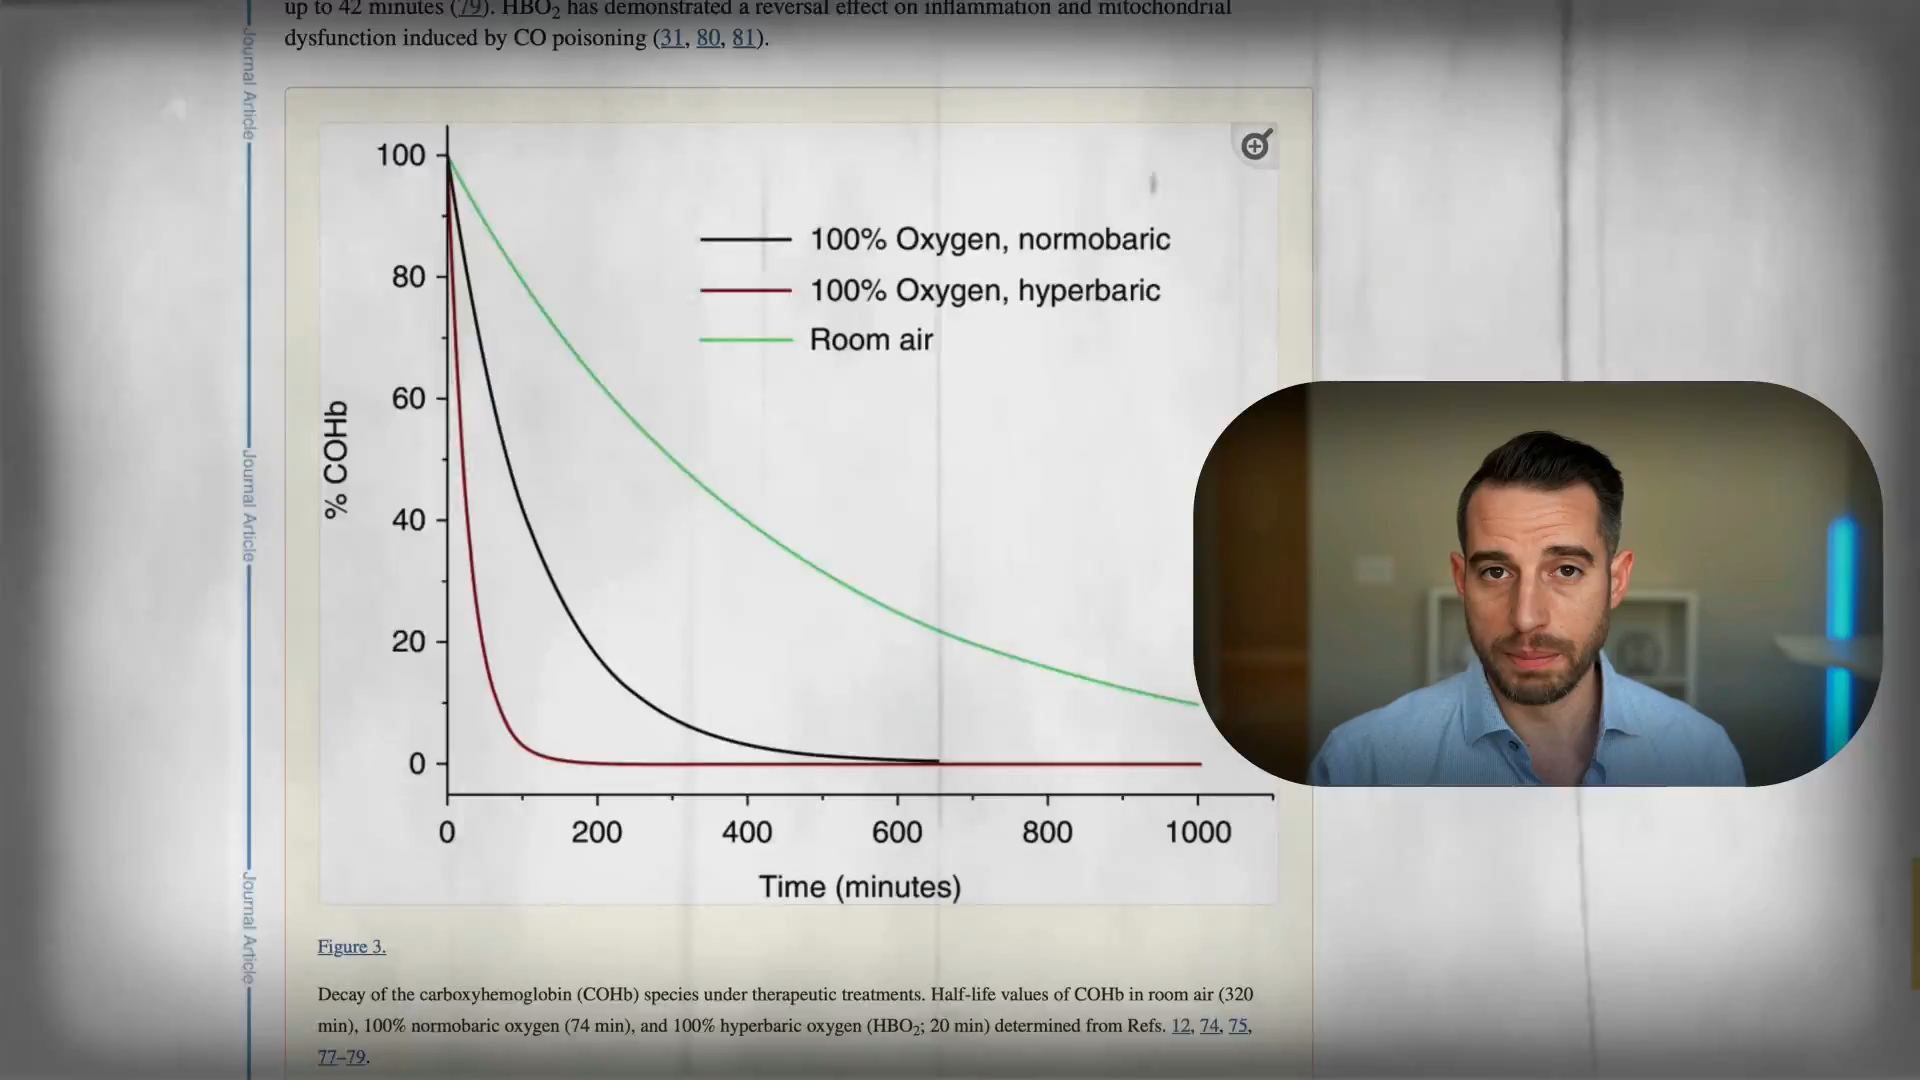 up to 42 minutes (79). HBO2 has demonstrated a reversal effect on inflammation and mitochondrial
dysfunction induced by CO poisoning (31, 80, 81).
Journal Article
Journal Article
Journal Article
100
80
60
40
20
0
% COHb
100% Oxygen, normobaric
100% Oxygen, hyperbaric
Room air
0 200 400 600 800 1000
Time (minutes)
Figure 3.
Decay of the carboxyhemoglobin (COHb) species under therapeutic treatments. Half-life values of COHb in room air (320
min), 100% normobaric oxygen (74 min), and 100% hyperbaric oxygen (HBO2; 20 min) determined from Refs. 12, 74, 75,
77–79.